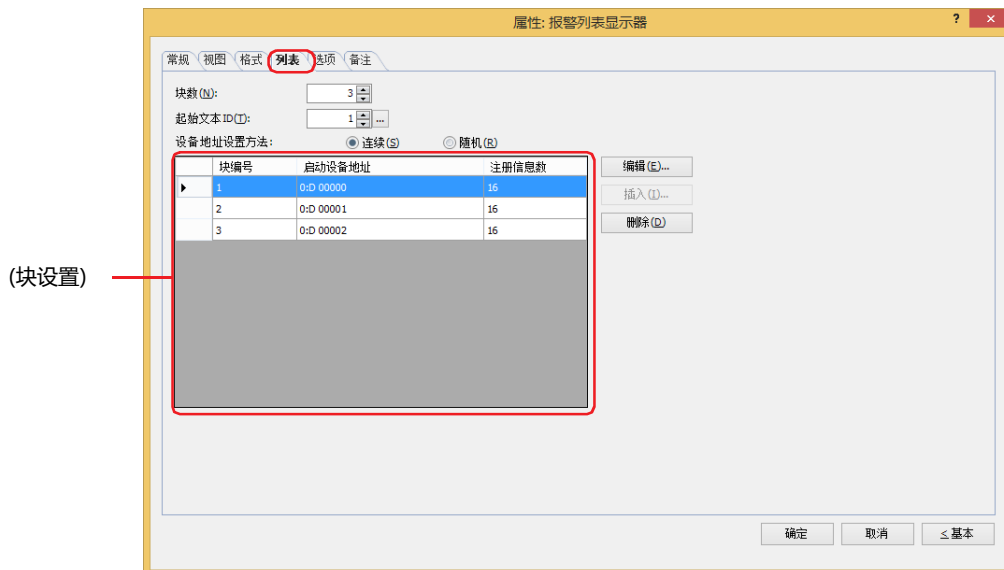 属性: 报警列表显示器 ? ×
常规 视图 格式 列表 选项 备注
块数(N): 3
起始文本ID(T): 1 ...
设备地址设置方法: 连续(S) 随机(R)
块编号 启动设备地址 注册信息数
1 0:D 00000 16
2 0:D 00001 16
3 0:D 00002 16
编辑(E)...
插入(I)...
删除(D)
(块设置)
确定 取消 ≤基本